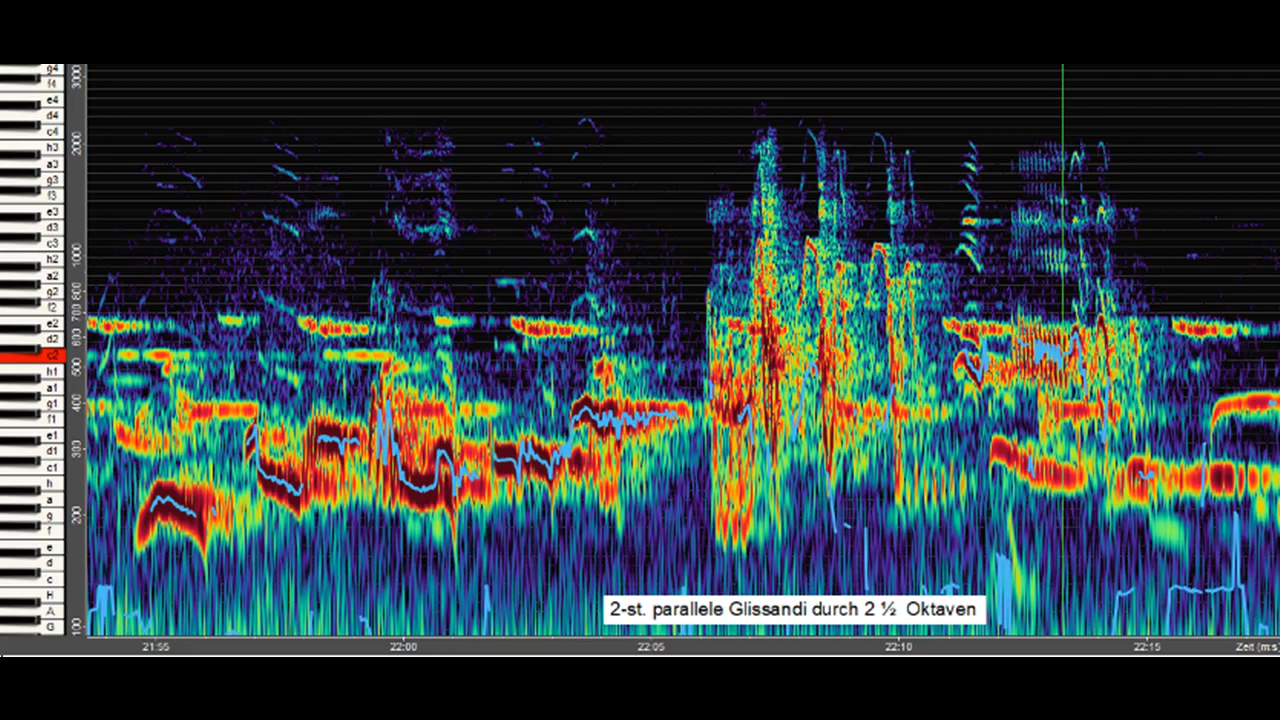 g4
f4
e4
d4
c4
h3
a3
g3
f3
e3
d3
c3
h2
a2
g2
f2
e2
d2
c2
h1
a1
g1
f1
e1
d1
c1
h
a
g
f
e
d
c
H
A
G
3000
2000
1000
800
700
600
500
400
300
200
100
2-st. parallele Glissandi durch 2 ½ Oktaven
21:55
22:00
22:05
22:10
22:15
Zeit (m:s